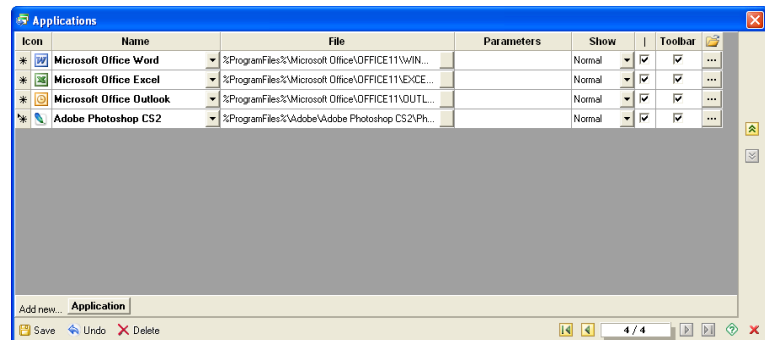 Applications
Icon Name File Parameters Show | Toolbar
Microsoft Office Word %ProgramFiles%\Microsoft Office\OFFICE11\WIN... Normal ...
Microsoft Office Excel %ProgramFiles%\Microsoft Office\OFFICE11\EXCE... Normal ...
Microsoft Office Outlook %ProgramFiles%\Microsoft Office\OFFICE11\OUTL... Normal ...
Adobe Photoshop CS2 %ProgramFiles%\Adobe\Adobe Photoshop CS2\Ph... Normal ...
Add new... Application
Save Undo Delete 4 / 4